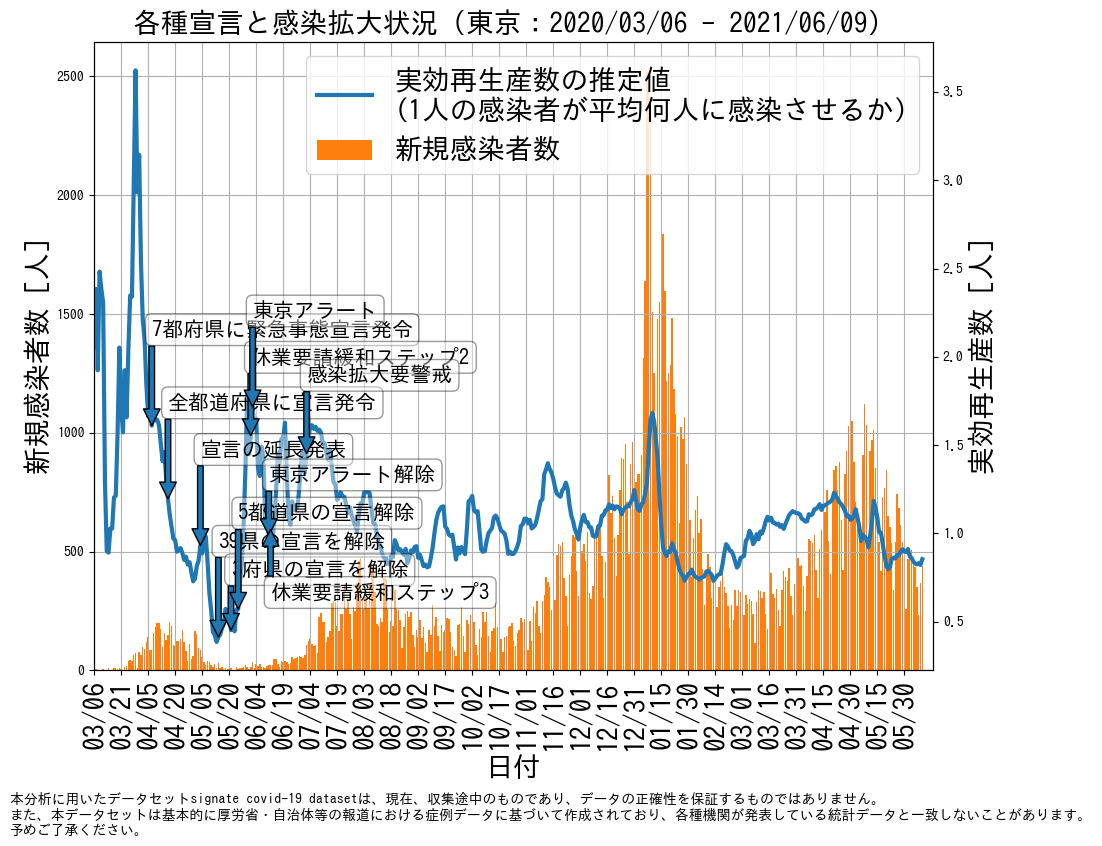 各種宣言と感染拡大状況（東京：2020/03/06 - 2021/06/09）
実効再生産数の推定値
(1人の感染者が平均何人に感染させるか)
新規感染者数
新規感染者数 [人]
2500
2000
1500
1000
500
0
実効再生産数 [人]
3.5
3.0
2.5
2.0
1.5
1.0
0.5
東京アラート
7都府県に緊急事態宣言発令
休業要請緩和ステップ2
感染拡大要警戒
全都道府県に宣言発令
宣言の延長発表
東京アラート解除
5都道県の宣言解除
39県の宣言を解除
3府県の宣言を解除
休業要請緩和ステップ3
03/06
03/21
04/05
04/20
05/05
05/20
06/04
06/19
07/04
07/19
08/03
08/18
09/02
09/17
10/02
10/17
11/01
11/16
12/01
12/16
12/31
01/15
01/30
02/14
03/01
03/16
03/31
04/15
04/30
05/15
05/30
日付
本分析に用いたデータセットsignate covid-19 datasetは、現在、収集途中のものであり、データの正確性を保証するものではありません。
また、本データセットは基本的に厚労省・自治体等の報道における症例データに基づいて作成されており、各種機関が発表している統計データと一致しないことがあります。
予めご了承ください。